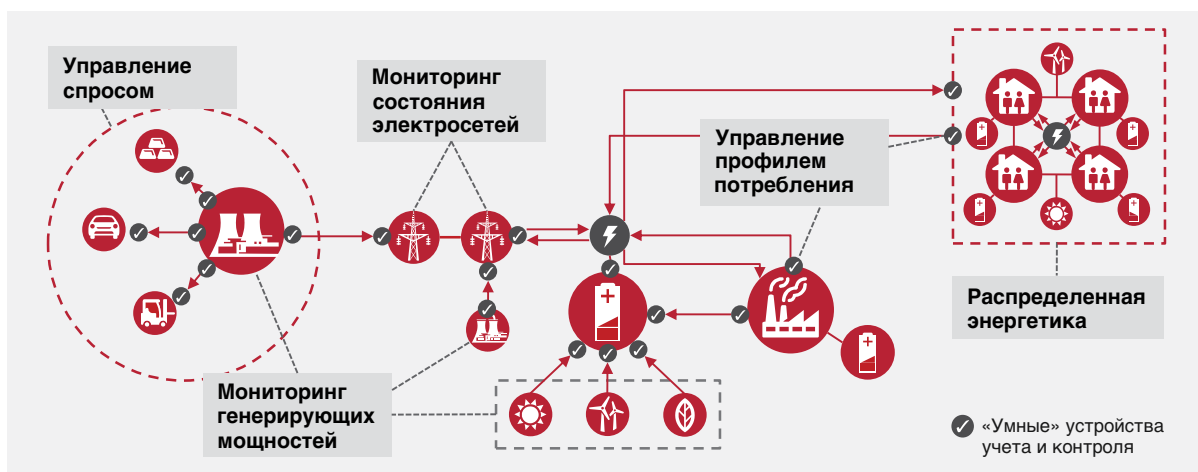 Управление
спросом
Мониторинг
состояния
электросетей
Управление
профилем
потребления
Распределенная
энергетика
Мониторинг
генерирующих
мощностей
«Умные» устройства
учета и контроля